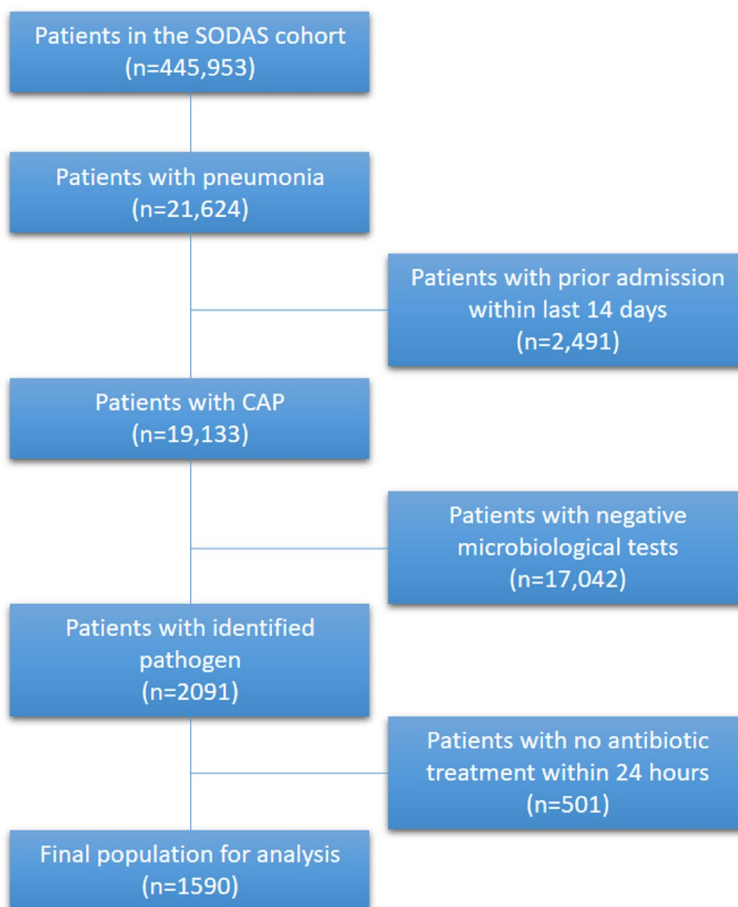 Patients in the SODAS cohort
(n=445,953)
Patients with pneumonia
(n=21,624)
Patients with prior admission
within last 14 days
(n=2,491)
Patients with CAP
(n=19,133)
Patients with negative
microbiological tests
(n=17,042)
Patients with identified
pathogen
(n=2091)
Patients with no antibiotic
treatment within 24 hours
(n=501)
Final population for analysis
(n=1590)